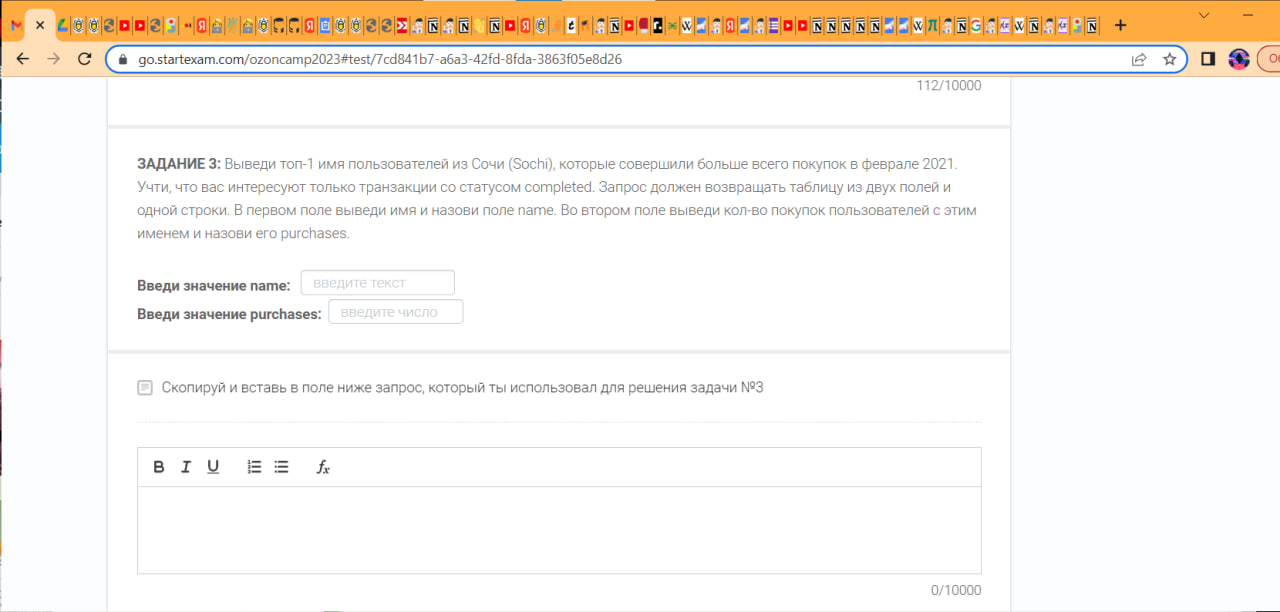 go.startexam.com/ozoncamp2023#test/7cd841b7-a6a3-42fd-8fda-3863f05e8d26
112/10000
ЗАДАНИЕ 3: Выведи топ-1 имя пользователей из Сочи (Sochi), которые совершили больше всего покупок в феврале 2021.
Учти, что вас интересуют только транзакции со статусом completed. Запрос должен возвращать таблицу из двух полей и
одной строки. В первом поле выведи имя и назови поле name. Во втором поле выведи кол-во покупок пользователей с этим
именем и назови его purchases.
Введи значение name: введите текст
Введи значение purchases: введите число
Скопируй и вставь в поле ниже запрос, который ты использовал для решения задачи №3
B I U fx
0/10000